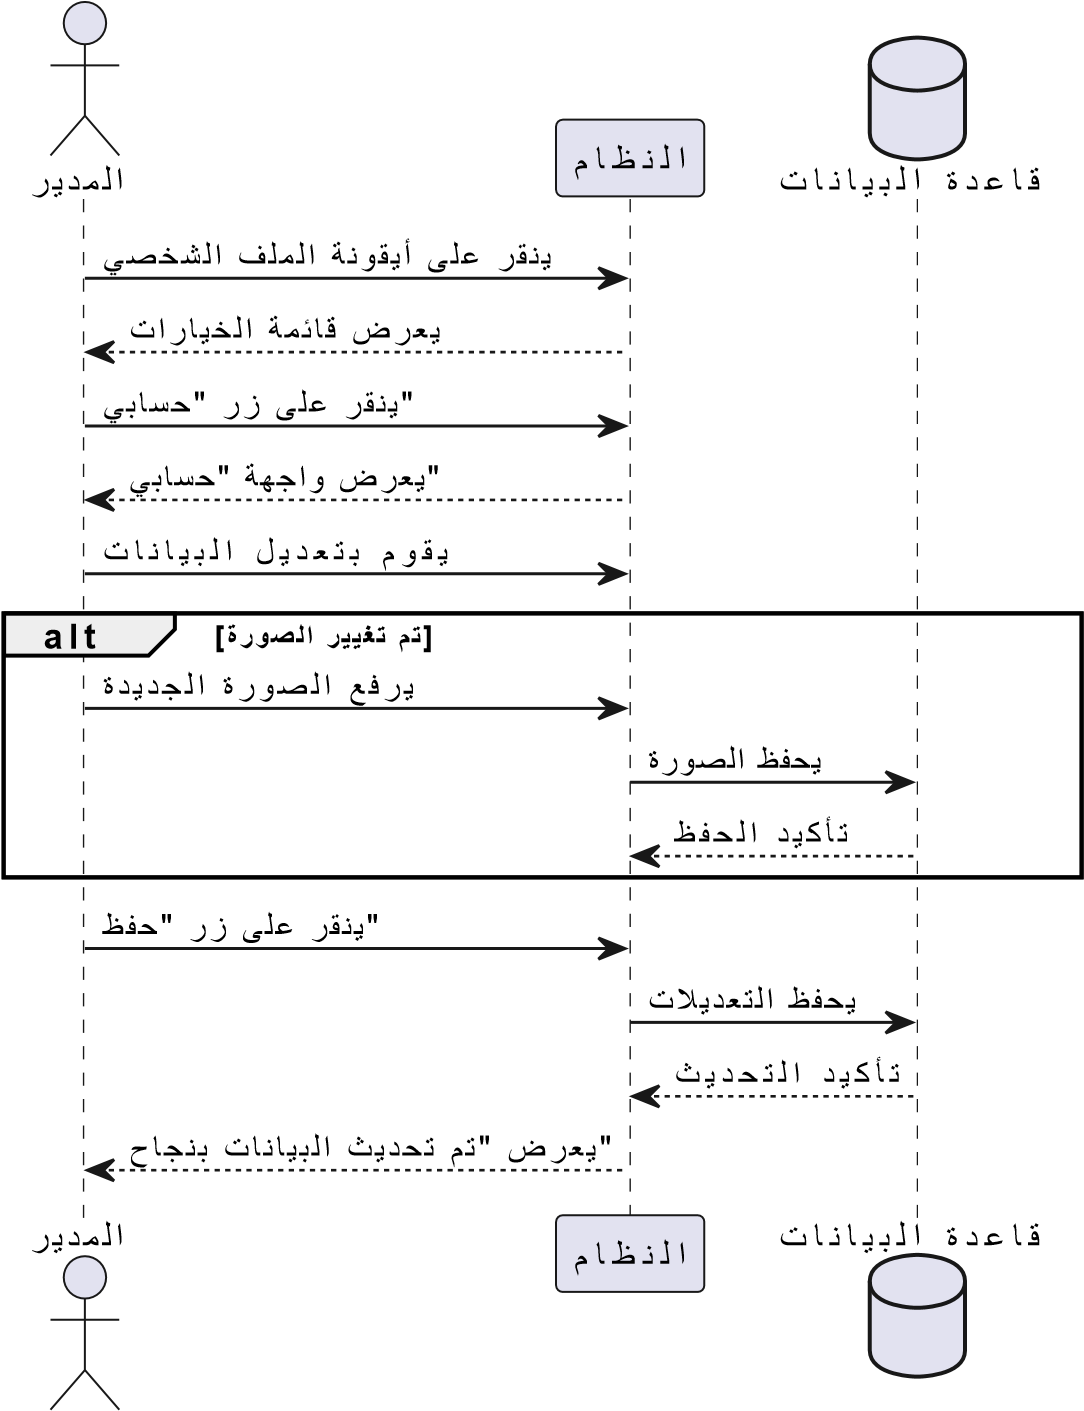 المدير
النظام
قاعدة البيانات
ينقر على أيقونة الملف الشخصي
يعرض قائمة الخيارات
ينقر على زر "حسابي"
يعرض واجهة "حسابي"
يقوم بتعديل البيانات
alt
[تم تغيير الصورة]
يرفع الصورة الجديدة
يحفظ الصورة
تأكيد الحفظ
ينقر على زر "حفظ"
يحفظ التعديلات
تأكيد التحديث
يعرض "تم تحديث البيانات بنجاح"
المدير
النظام
قاعدة البيانات